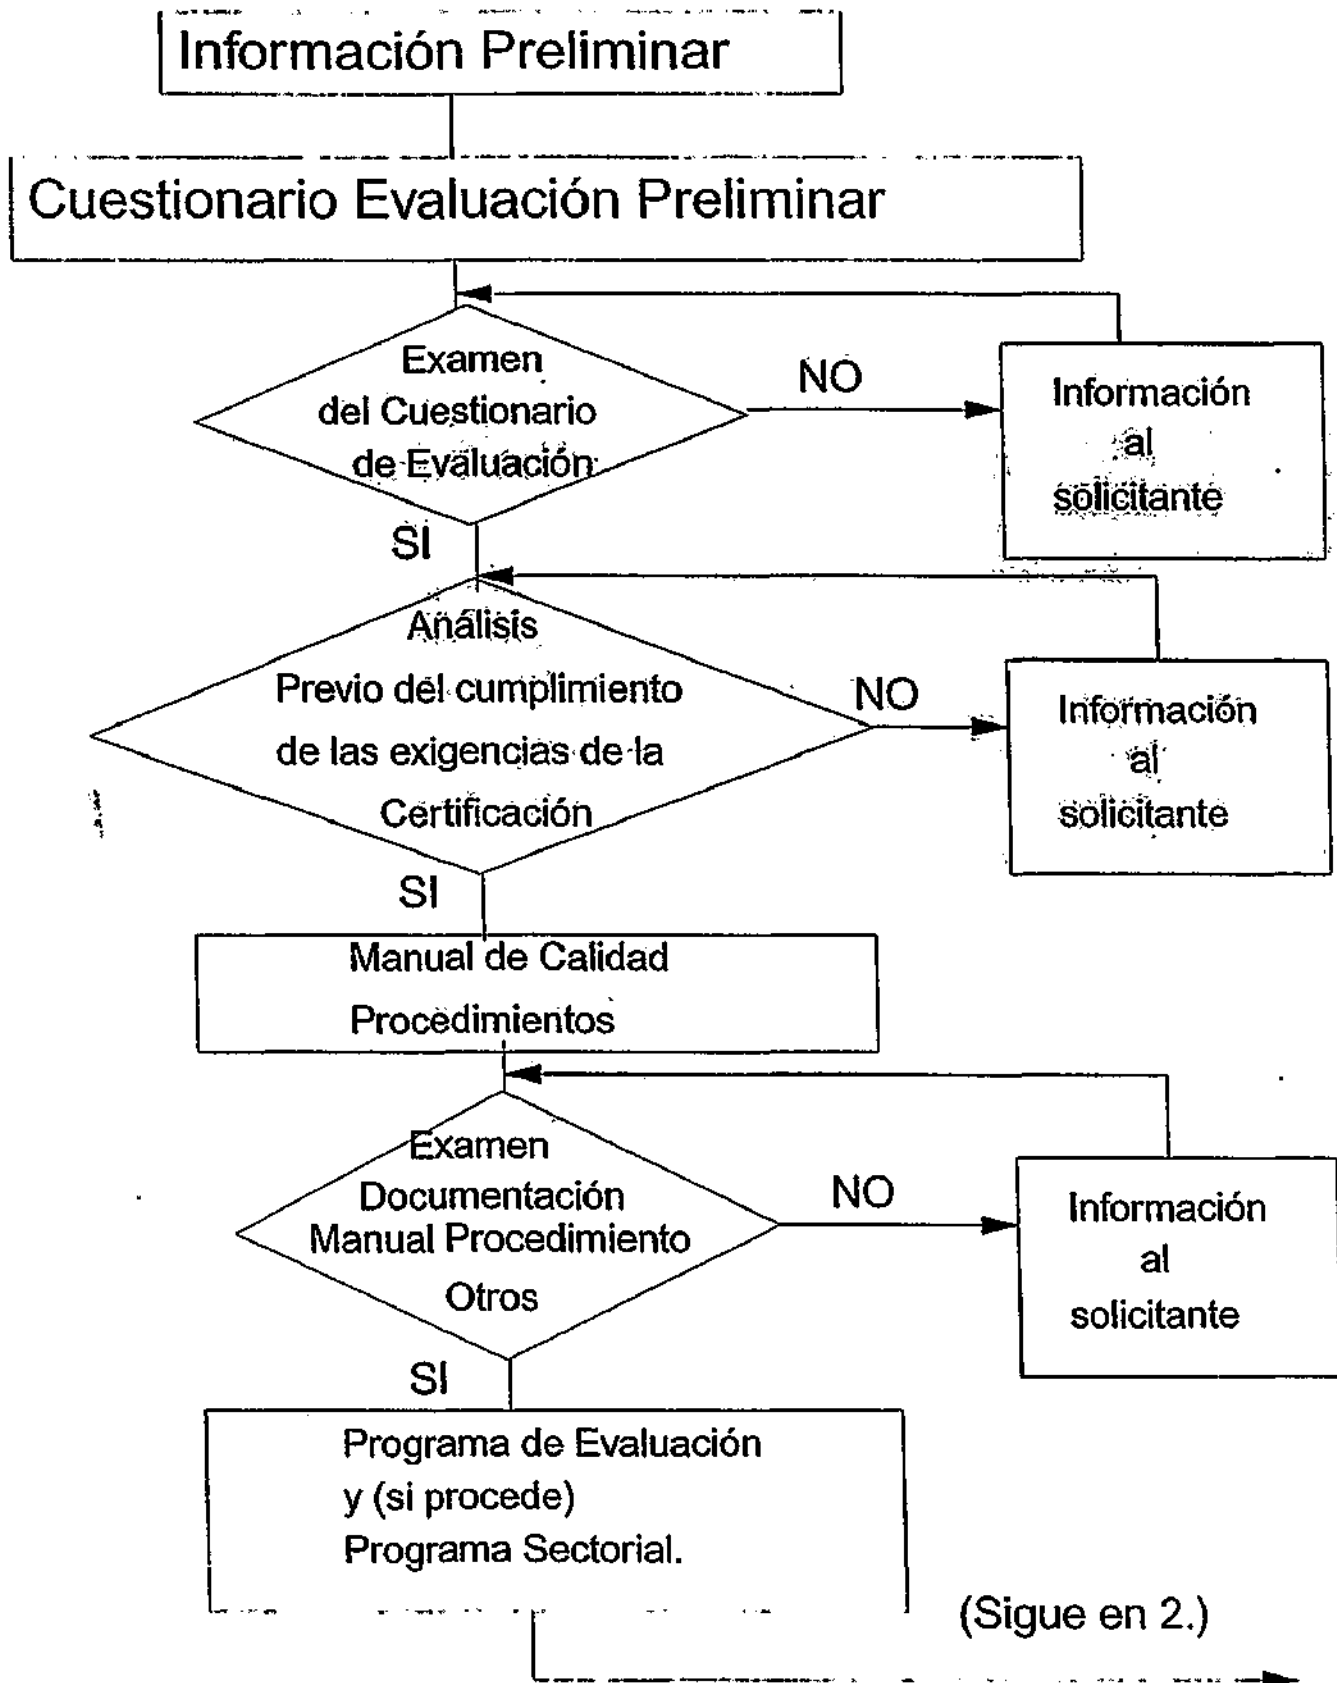 Información Preliminar
Cuestionario Evaluación Preliminar
Examen
del Cuestionario
de Evaluación
NO
Información
al
solicitante
SI
Análisis
Previo del cumplimiento
de las exigencias de la
Certificación
NO
Información
al
solicitante
SI
Manual de Calidad
Procedimientos
Examen
Documentación
Manual Procedimiento
Otros
NO
Información
al
solicitante
SI
Programa de Evaluación
y (si procede)
Programa Sectorial.
(Sigue en 2.)